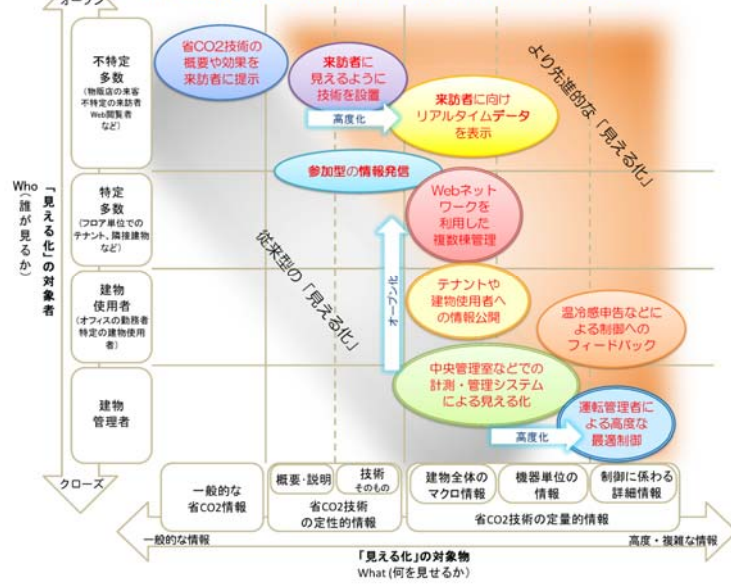 オープン
不特定
多数
(物販店の来客
不特定の来訪者
Web閲覧者
など)
特定
多数
(フロア単位での
テナント、隣接建物
など)
建物
使用者
(オフィスの勤務者
特定の建物使用
者)
建物
管理者
クローズ
Who(誰が見るか)
「見える化」の対象者
省CO2技術の
概要や効果を
来訪者に提示
来訪者に
見えるように
技術を設置
高度化
来訪者に向け
リアルタイムデータ
を表示
より先進的な「見える化」
参加型の情報発信
Webネット
ワークを
利用した
複数棟管理
従来型の「見える化」
オープン化
テナントや
建物使用者へ
の情報公開
温冷感申告などに
よる制御への
フィードバック
中央管理室などでの
計測・管理システム
による見える化
高度化
運転管理者に
よる高度な
最適制御
一般的な
省CO2情報
概要・説明
技術
そのもの
省CO2技術
の定性的情報
建物全体の
マクロ情報
機器単位の
情報
制御に係わる
詳細情報
省CO2技術の定量的情報
一般的な情報
高度・複雑な情報
「見える化」の対象物
What (何を見せるか)